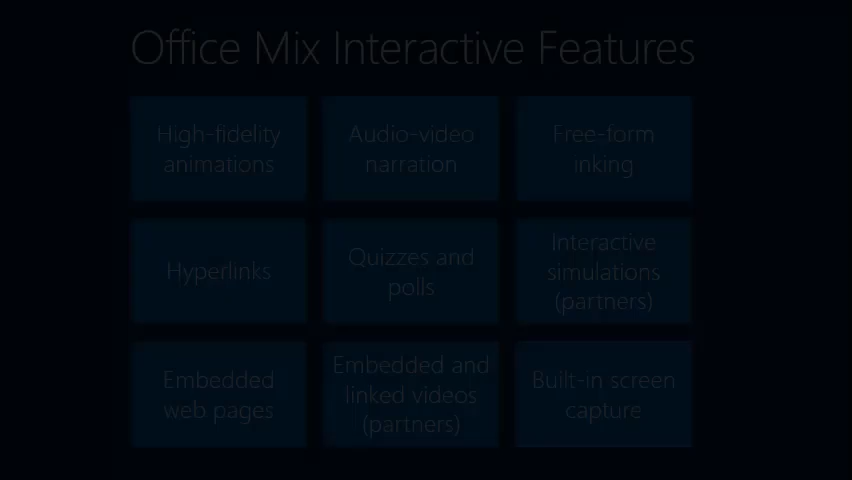 Office Mix Interactive Features
High-fidelity
animations
Audio-video
narration
Free-form
inking
Hyperlinks
Quizzes and
polls
Interactive
simulations
(partners)
Embedded
web pages
Embedded and
linked videos
(partners)
Built-in screen
capture